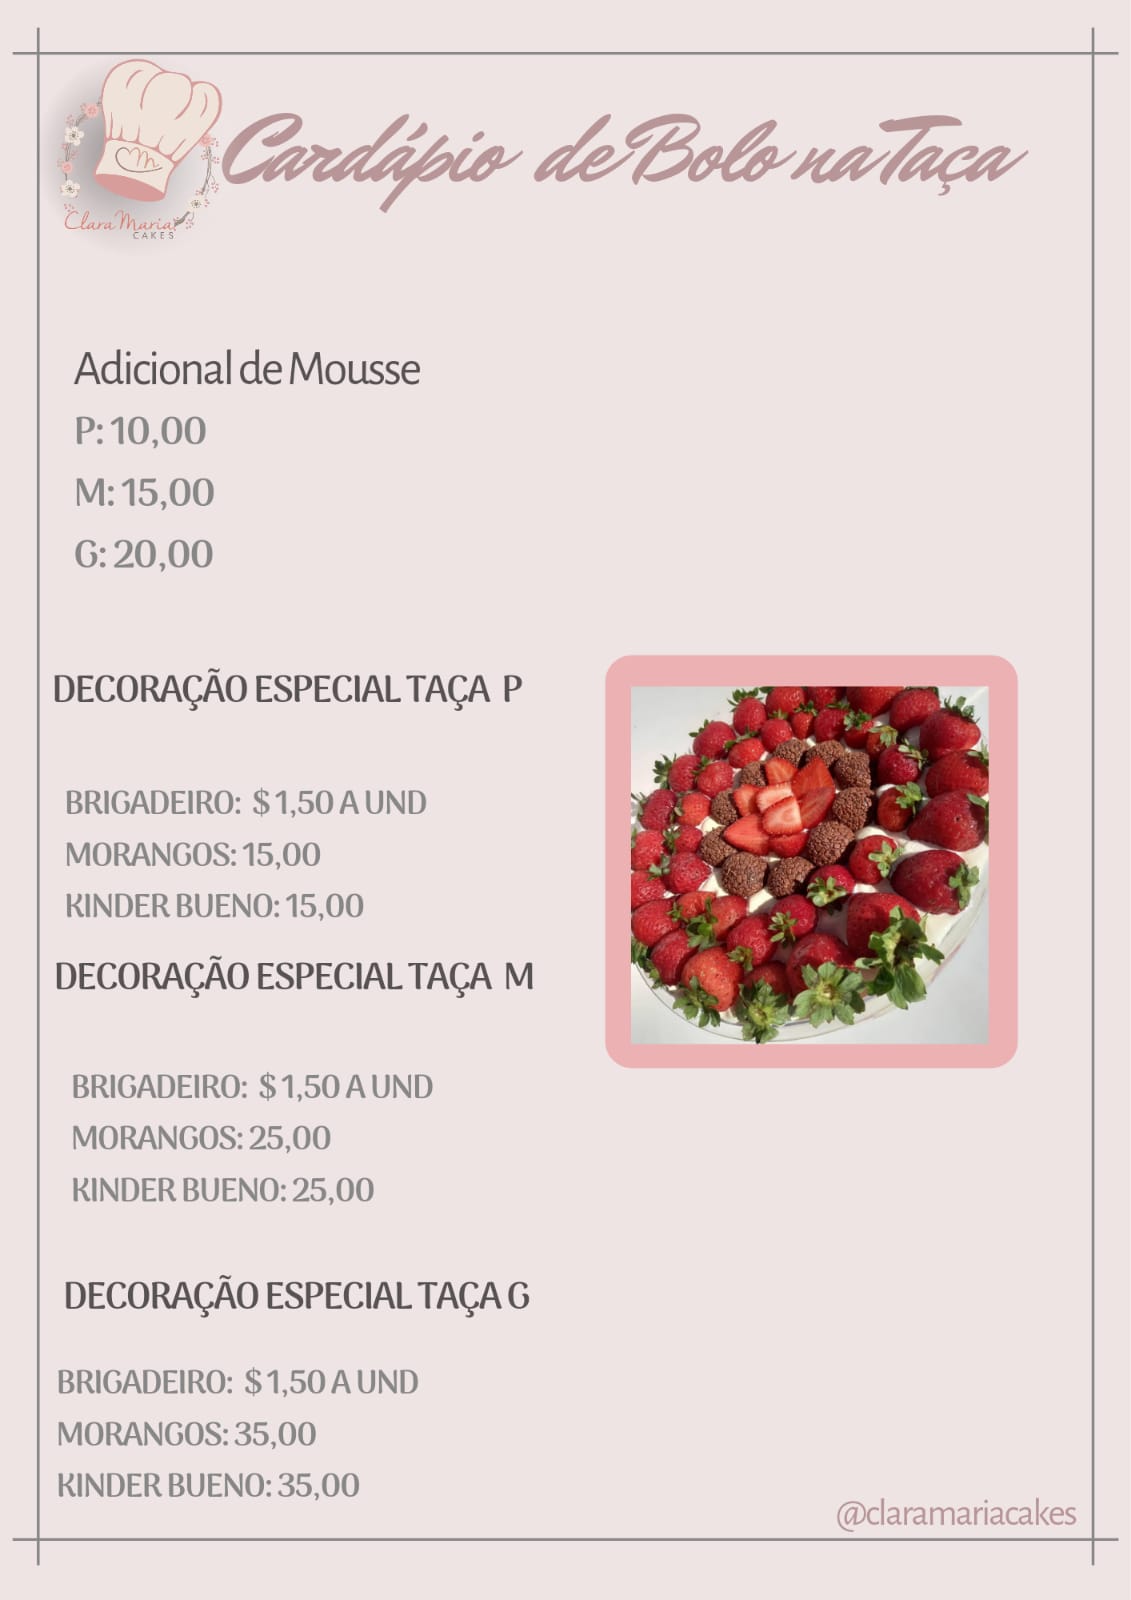 Cardápio de Bolo na Taça
m
Clara Maria
CAKES
Adicional de Mousse
P: 10,00
M: 15,00
G: 20,00
DECORAÇÃO ESPECIAL TAÇA P
BRIGADEIRO: $ 1,50 A UND
MORANGOS: 15,00
KINDER BUENO: 15,00
DECORAÇÃO ESPECIAL TAÇA M
BRIGADEIRO: $ 1,50 A UND
MORANGOS: 25,00
KINDER BUENO: 25,00
DECORAÇÃO ESPECIAL TAÇA G
BRIGADEIRO: $ 1,50 A UND
MORANGOS: 35,00
KINDER BUENO: 35,00
@claramariacakes